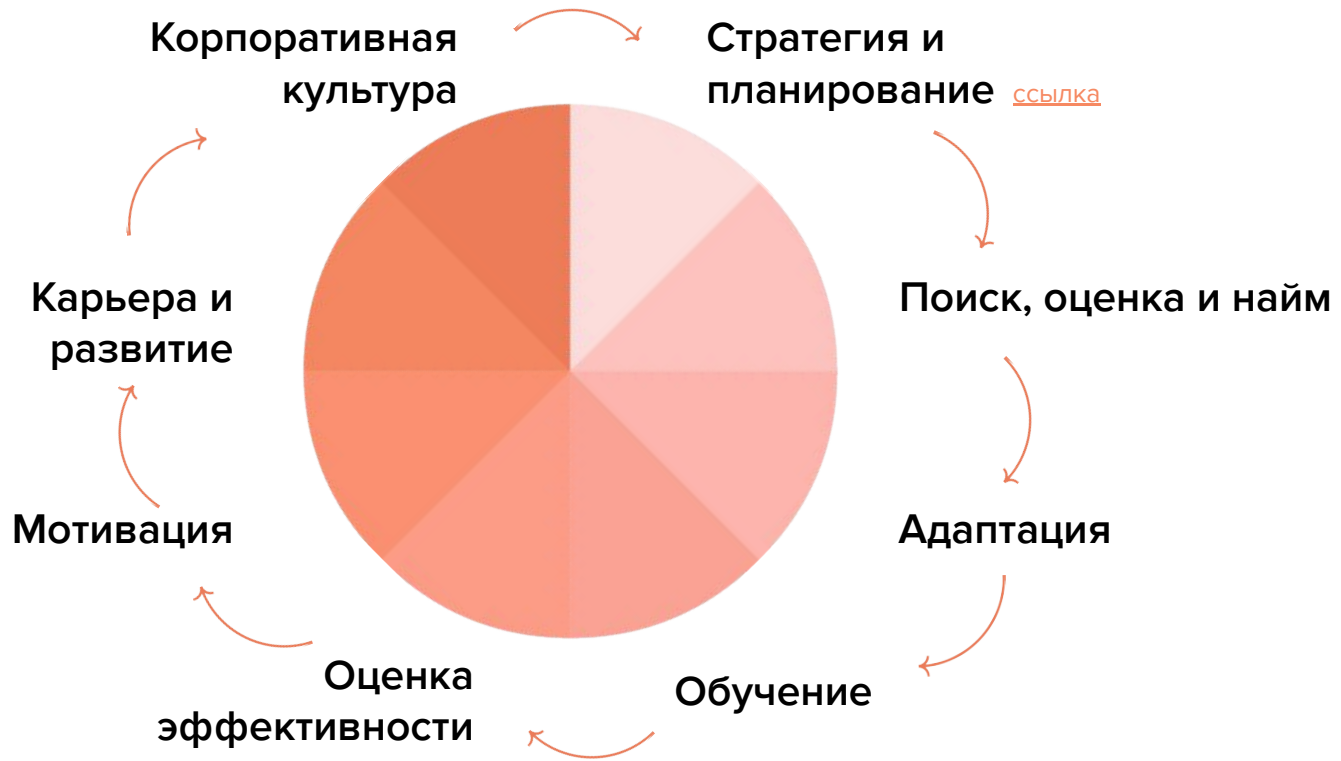 Корпоративная
культура
Стратегия и
планирование ссылка
Поиск, оценка и найм
Адаптация
Обучение
Оценка
эффективности
Мотивация
Карьера и
развитие